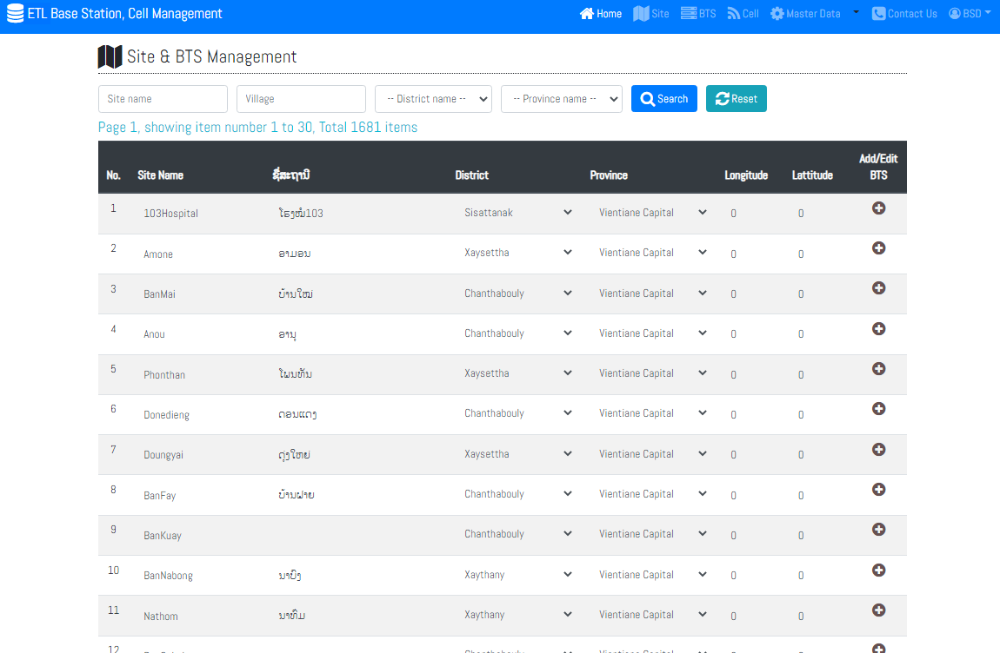 ETL Base Station, Cell Management Home Site BTS Cell Master Data Contact Us BSD
Site & BTS Management
Site name Village -- District name -- -- Province name -- Search Reset
Page 1, showing item number 1 to 30, Total 1681 items
No. Site Name ຊື່ສະຖານີ District Province Longitude Lattitude Add/Edit BTS
1 103Hospital ໂຮງໝໍ103 Sisattanak Vientiane Capital 0 0
2 Amone ອາມອນ Xaysettha Vientiane Capital 0 0
3 BanMai ບ້ານໃໝ່ Chanthabouly Vientiane Capital 0 0
4 Anou ອານຸ Chanthabouly Vientiane Capital 0 0
5 Phonthan ໂພນທັນ Xaysettha Vientiane Capital 0 0
6 Donedieng ດອນແດງ Chanthabouly Vientiane Capital 0 0
7 Doungyai ດຸ່ງໃຫຍ່ Xaysettha Vientiane Capital 0 0
8 BanFay ບ້ານຝາຍ Chanthabouly Vientiane Capital 0 0
9 BanKuay Chanthabouly Vientiane Capital 0 0
10 BanNabong ນາບົງ Xaythany Vientiane Capital 0 0
11 Nathom ນາທົມ Xaythany Vientiane Capital 0 0
12